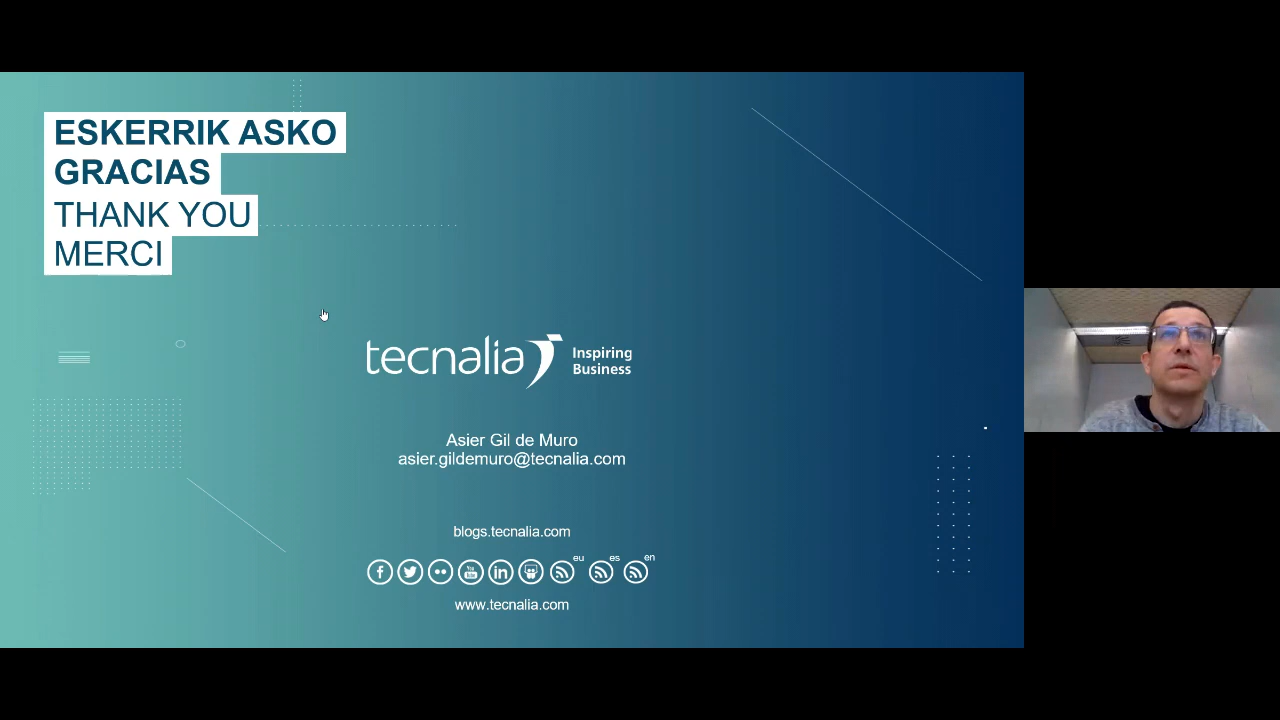 ESKERRIK ASKO
GRACIAS
THANK YOU
MERCI
tecnalia Inspiring
Business
Asier Gil de Muro
asier.gildemuro@tecnalia.com
blogs.tecnalia.com
eu es en
www.tecnalia.com